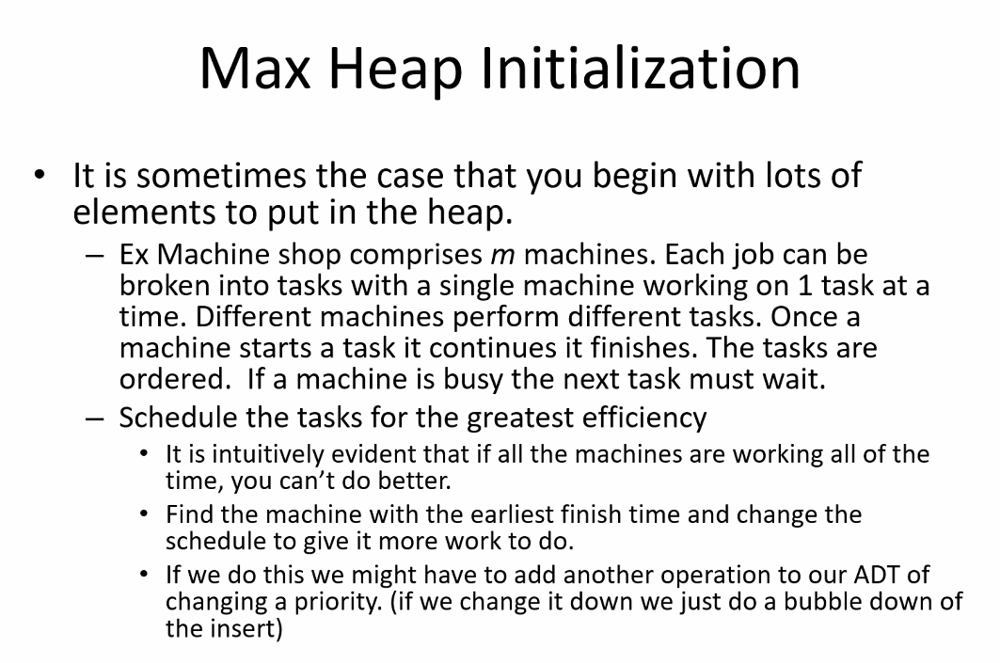 Max Heap Initialization
• It is sometimes the case that you begin with lots of
elements to put in the heap.
– Ex Machine shop comprises m machines. Each job can be
broken into tasks with a single machine working on 1 task at a
time. Different machines perform different tasks. Once a
machine starts a task it continues it finishes. The tasks are
ordered.  If a machine is busy the next task must wait.
– Schedule the tasks for the greatest efficiency
• It is intuitively evident that if all the machines are working all of the
time, you can’t do better.
• Find the machine with the earliest finish time and change the
schedule to give it more work to do.
• If we do this we might have to add another operation to our ADT of
changing a priority. (if we change it down we just do a bubble down of
the insert)